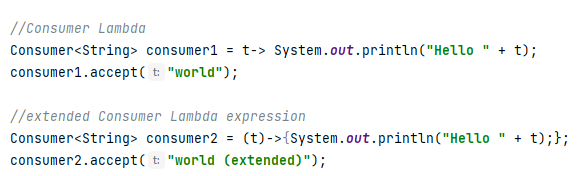 //Consumer Lambda
Consumer<String> consumer1 = t-> System.out.println("Hello " + t);
consumer1.accept( t: "world");
//extended Consumer Lambda expression
Consumer<String> consumer2 = (t)->{System.out.println("Hello " + t);};
consumer2.accept( t: "world (extended)");